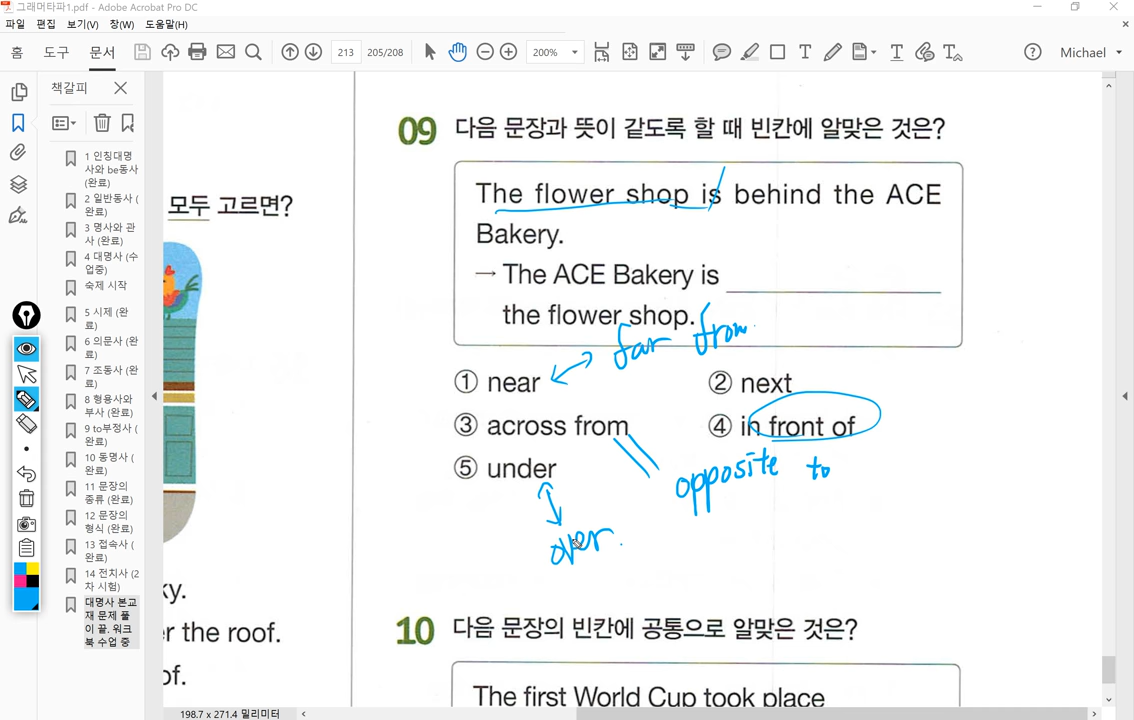 그래머타파1.pdf - Adobe Acrobat Pro DC
파일 편집 보기(V) 창(W) 도움말(H)
홈 도구 문서 213 205/208 200% Michael
책갈피
1 인칭대명
사와 be동사
(완료)
2 일반동사 (
완료)
3 명사와 관
사 (완료)
4 대명사 (수
업중)
숙제 시작
5 시제 (완
료)
6 의문사 (완
료)
7 조동사 (완
료)
8 형용사와
부사 (완료)
9 to부정사 (
완료)
10 동명사 (
완료)
11 문장의
종류 (완료)
12 문장의
형식 (완료)
13 접속사 (
완료)
14 전치사 (2
차 시험)
대명사 본교
재 문제 풀
이 끝. 워크
북 수업 중
모두 고르면?
ky.
r the roof.
of.
09 다음 문장과 뜻이 같도록 할 때 빈칸에 알맞은 것은?
The flower shop is behind the ACE
Bakery.
→ The ACE Bakery is
the flower shop.
far from
① near ② next
③ across from ④ in front of
⑤ under
opposite to
over.
10 다음 문장의 빈칸에 공통으로 알맞은 것은?
The first World Cup took place
198.7 x 271.4 밀리미터